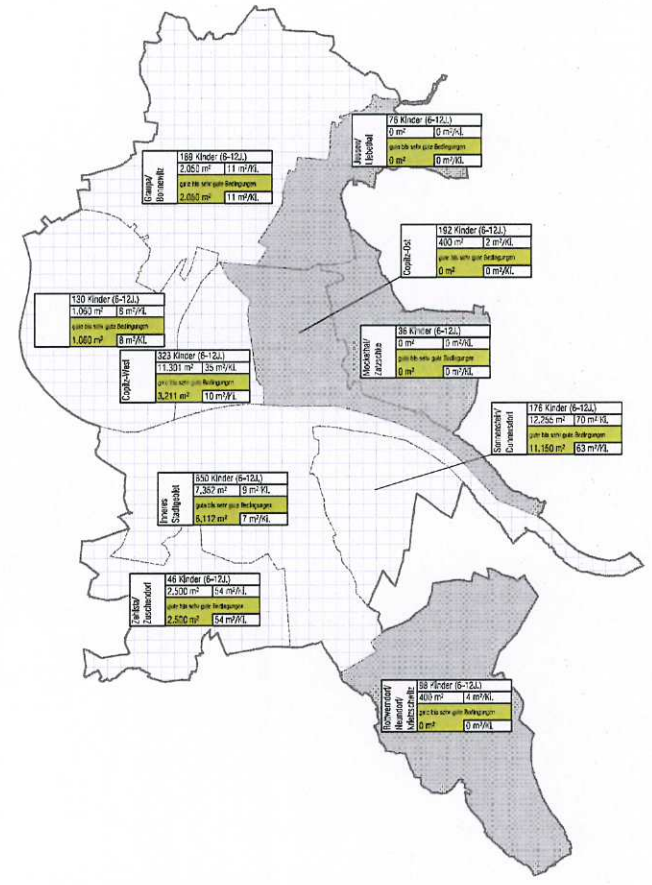 Jessen/
Liebethal
76 Kinder (6-12J.)
0 m² 0 m²/Ki.
gute bis sehr gute Bedingungen
0 m² 0 m²/Ki.
Graupa/
Bonnewitz
189 Kinder (6-12J.)
2.050 m² 11 m²/Ki.
gute bis sehr gute Bedingungen
2.050 m² 11 m²/Ki.
Copitz-Ost
192 Kinder (6-12J.)
400 m² 2 m²/Ki.
gute bis sehr gute Bedingungen
0 m² 0 m²/Ki.
130 Kinder (6-12J.)
1.060 m² 8 m²/Ki.
gute bis sehr gute Bedingungen
1.060 m² 8 m²/Ki.
Mockethal/
Zatzschke
36 Kinder (6-12J.)
0 m² 0 m²/Ki.
gute bis sehr gute Bedingungen
0 m² 0 m²/Ki.
Copitz-West
323 Kinder (6-12J.)
11.301 m² 35 m²/Ki.
gute bis sehr gute Bedingungen
3.211 m² 10 m²/Ki.
Sonnenstein/
Cunnersdorf
176 Kinder (6-12J.)
12.255 m² 70 m²/Ki.
gute bis sehr gute Bedingungen
11.150 m² 63 m²/Ki.
Inneres
Stadtgebiet
850 Kinder (6-12J.)
7.362 m² 9 m²/Ki.
gute bis sehr gute Bedingungen
6.112 m² 7 m²/Ki.
Zehista/
Zuschendorf
46 Kinder (6-12J.)
2.500 m² 54 m²/Ki.
gute bis sehr gute Bedingungen
2.500 m² 54 m²/Ki.
Rottwerndorf/
Neundorf/
Krietzschwitz
98 Kinder (6-12J.)
400 m² 4 m²/Ki.
gute bis sehr gute Bedingungen
0 m² 0 m²/Ki.